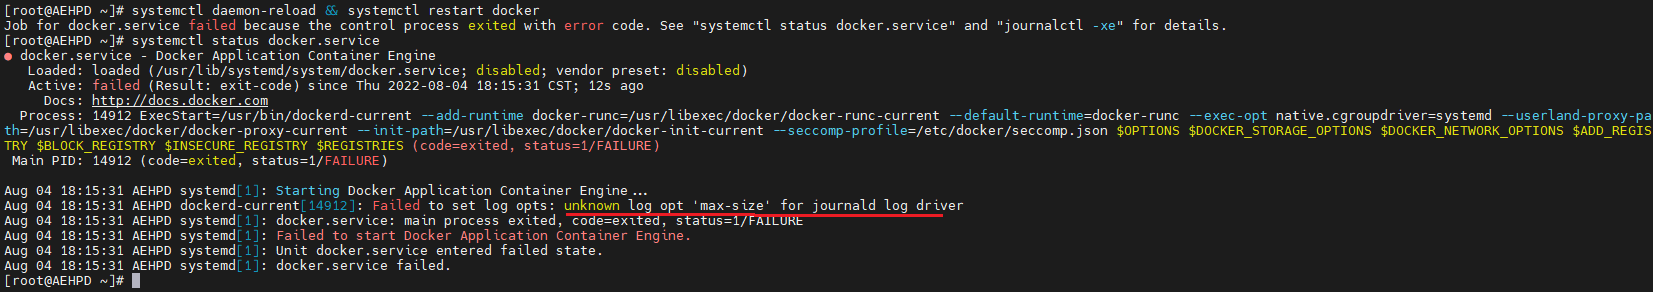 [root@AEHPD ~]# systemctl daemon-reload && systemctl restart docker
Job for docker.service failed because the control process exited with error code. See "systemctl status docker.service" and "journalctl -xe" for details.
[root@AEHPD ~]# systemctl status docker.service
● docker.service - Docker Application Container Engine
   Loaded: loaded (/usr/lib/systemd/system/docker.service; disabled; vendor preset: disabled)
   Active: failed (Result: exit-code) since Thu 2022-08-04 18:15:31 CST; 12s ago
     Docs: http://docs.docker.com
  Process: 14912 ExecStart=/usr/bin/dockerd-current --add-runtime docker-runc=/usr/libexec/docker/docker-runc-current --default-runtime=docker-runc --exec-opt native.cgroupdriver=systemd --userland-proxy-pa
th=/usr/libexec/docker/docker-proxy-current --init-path=/usr/libexec/docker/docker-init-current --seccomp-profile=/etc/docker/seccomp.json $OPTIONS $DOCKER_STORAGE_OPTIONS $DOCKER_NETWORK_OPTIONS $ADD_REGIS
TRY $BLOCK_REGISTRY $INSECURE_REGISTRY $REGISTRIES (code=exited, status=1/FAILURE)
 Main PID: 14912 (code=exited, status=1/FAILURE)

Aug 04 18:15:31 AEHPD systemd[1]: Starting Docker Application Container Engine...
Aug 04 18:15:31 AEHPD dockerd-current[14912]: Failed to set log opts: unknown log opt 'max-size' for journald log driver
Aug 04 18:15:31 AEHPD systemd[1]: docker.service: main process exited, code=exited, status=1/FAILURE
Aug 04 18:15:31 AEHPD systemd[1]: Failed to start Docker Application Container Engine.
Aug 04 18:15:31 AEHPD systemd[1]: Unit docker.service entered failed state.
Aug 04 18:15:31 AEHPD systemd[1]: docker.service failed.
[root@AEHPD ~]#